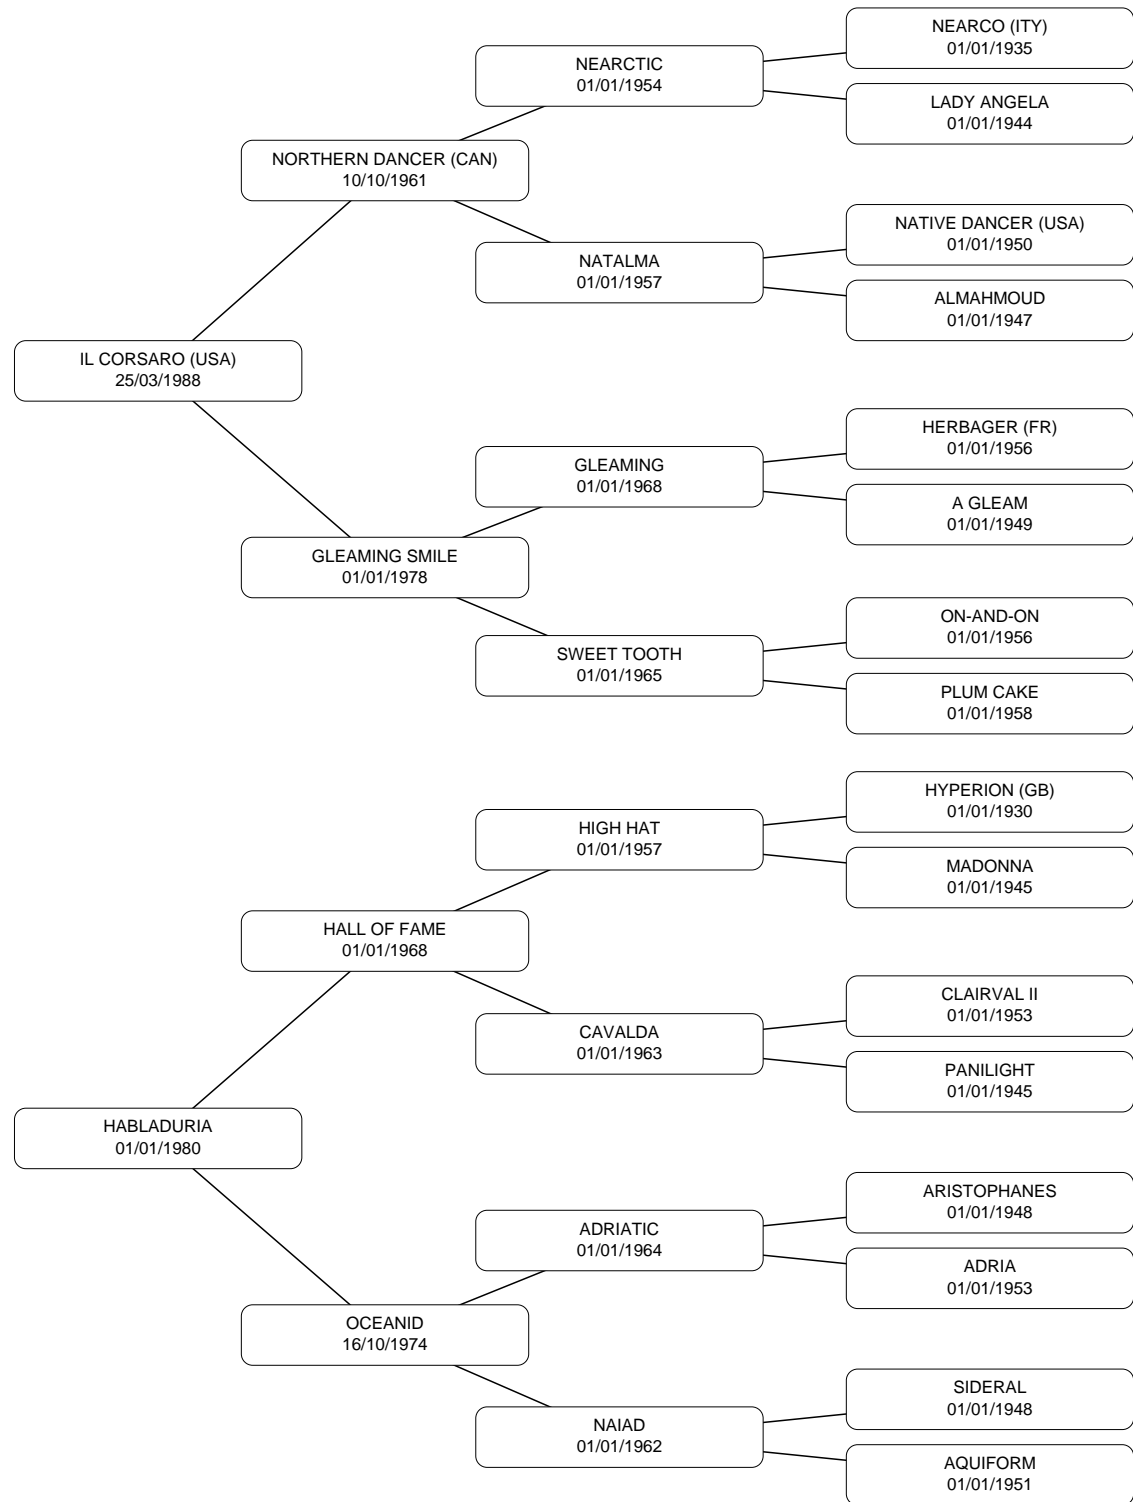 NEARCO (ITY)
01/01/1935
NEARCTIC
01/01/1954
LADY ANGELA
01/01/1944
NORTHERN DANCER (CAN)
10/10/1961
NATIVE DANCER (USA)
01/01/1950
NATALMA
01/01/1957
ALMAHMOUD
01/01/1947
IL CORSARO (USA)
25/03/1988
HERBAGER (FR)
01/01/1956
GLEAMING
01/01/1968
A GLEAM
01/01/1949
GLEAMING SMILE
01/01/1978
ON-AND-ON
01/01/1956
SWEET TOOTH
01/01/1965
PLUM CAKE
01/01/1958
HYPERION (GB)
01/01/1930
HIGH HAT
01/01/1957
MADONNA
01/01/1945
HALL OF FAME
01/01/1968
CLAIRVAL II
01/01/1953
CAVALDA
01/01/1963
PANILIGHT
01/01/1945
HABLADURIA
01/01/1980
ARISTOPHANES
01/01/1948
ADRIATIC
01/01/1964
ADRIA
01/01/1953
OCEANID
16/10/1974
SIDERAL
01/01/1948
NAIAD
01/01/1962
AQUIFORM
01/01/1951